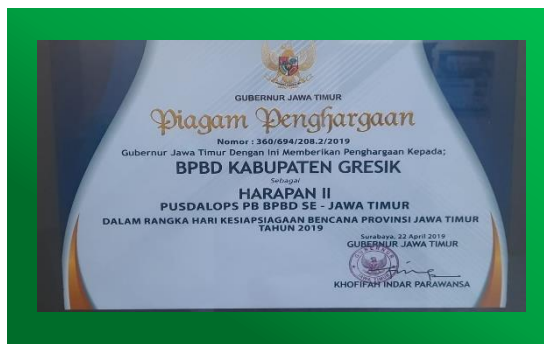 GUBERNUR JAWA TIMUR
Piagam Penghargaan
Nomor : 360/694/208.2/2019
Gubernur Jawa Timur Dengan Ini Memberikan Penghargaan Kepada;
BPBD KABUPATEN GRESIK
Sebagai
HARAPAN II
PUSDALOPS PB BPBD SE - JAWA TIMUR
DALAM RANGKA HARI KESIAPSIAGAAN BENCANA PROVINSI JAWA TIMUR
TAHUN 2019
Surabaya, 22 April 2019
GUBERNUR JAWA TIMUR
KHOFIFAH INDAR PARAWANSA